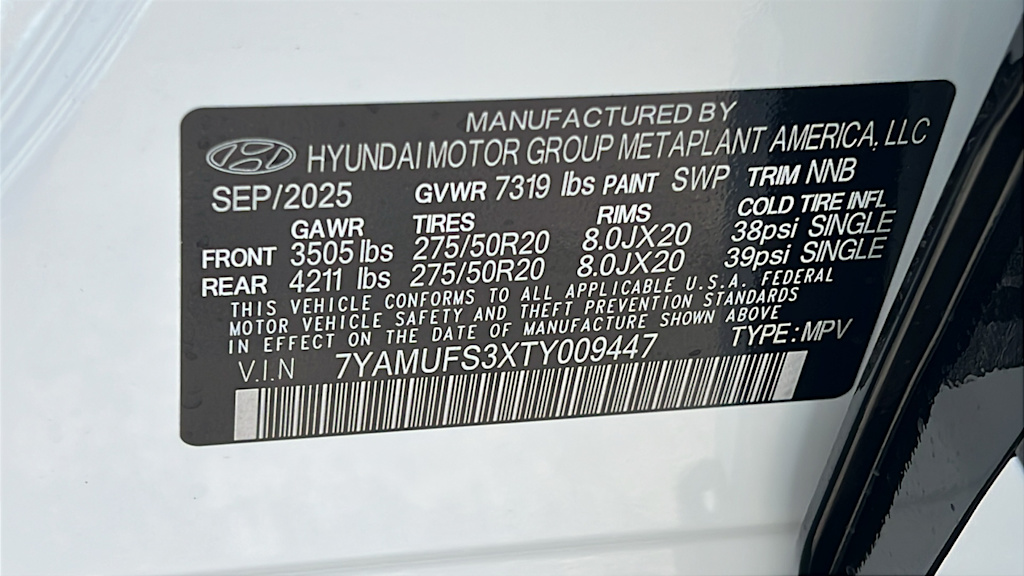 MANUFACTURED BY
HYUNDAI MOTOR GROUP METAPLANT AMERICA, LLC
SEP/2025 GVWR 7319 lbs PAINT SWP TRIM NNB
GAWR TIRES RIMS COLD TIRE INFL
FRONT 3505 lbs 275/50R20 8.0JX20 38psi SINGLE
REAR 4211 lbs 275/50R20 8.0JX20 39psi SINGLE
THIS VEHICLE CONFORMS TO ALL APPLICABLE U.S.A. FEDERAL
MOTOR VEHICLE SAFETY AND THEFT PREVENTION STANDARDS
IN EFFECT ON THE DATE OF MANUFACTURE SHOWN ABOVE
V.I.N 7YAMUFS3XTY009447 TYPE: MPV